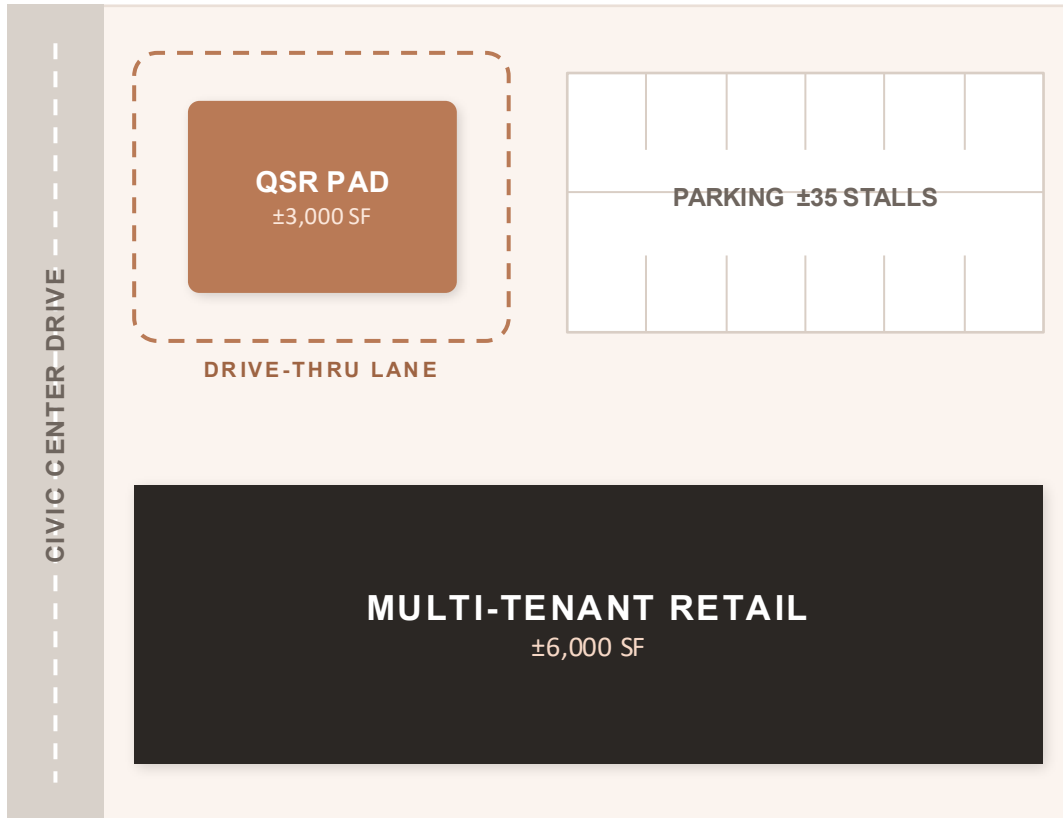 CIVIC CENTER DRIVE
QSR PAD
±3,000 SF
DRIVE-THRU LANE
PARKING ±35 STALLS
MULTI-TENANT RETAIL
±6,000 SF